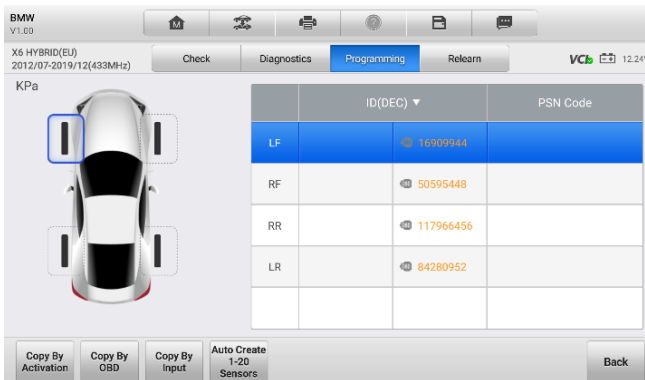 BMW
V1.00
M
X6 HYBRID(EU)
2012/07-2019/12(433MHz)
Check
Diagnostics
Programming
Relearn
VCI
12.24V
KPa
ID(DEC) ▼
PSN Code
LF
16909944
RF
50595448
RR
117966456
LR
84280952
Copy By
Activation
Copy By
OBD
Copy By
Input
Auto Create
1-20
Sensors
Back